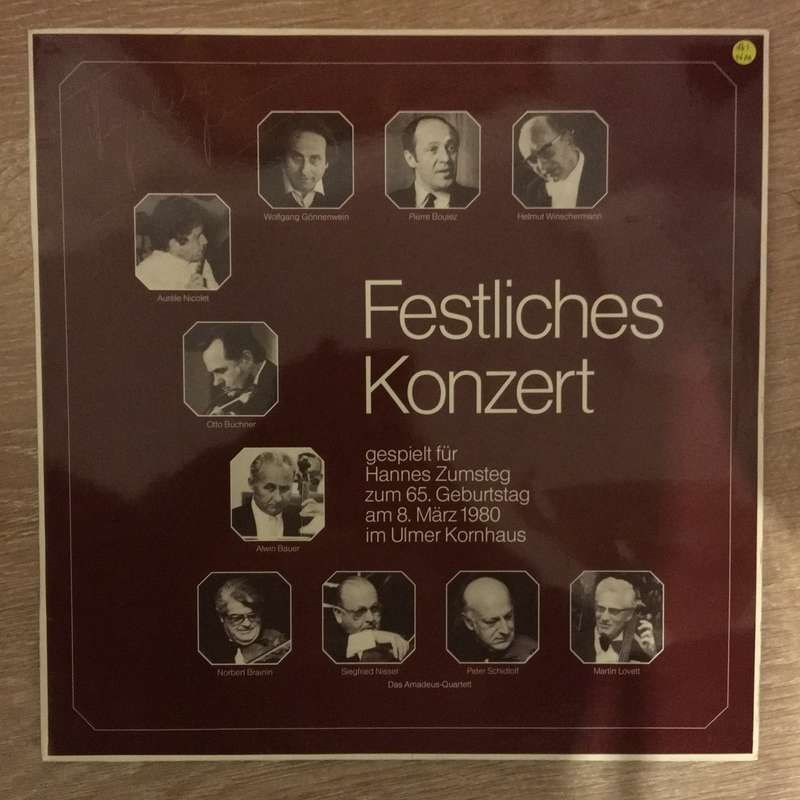 Wolfgang Gönnenwein
Pierre Boulez
Helmut Winschermann
Aurèle Nicolet
Festliches
Konzert
Otto Büchner
gespielt für
Hannes Zumsteg
zum 65. Geburtstag
am 8. März 1980
im Ulmer Kornhaus
Alwin Bauer
Norbert Brainin
Siegfried Nissel
Peter Schidlof
Martin Lovett
Das Amadeus-Quartett